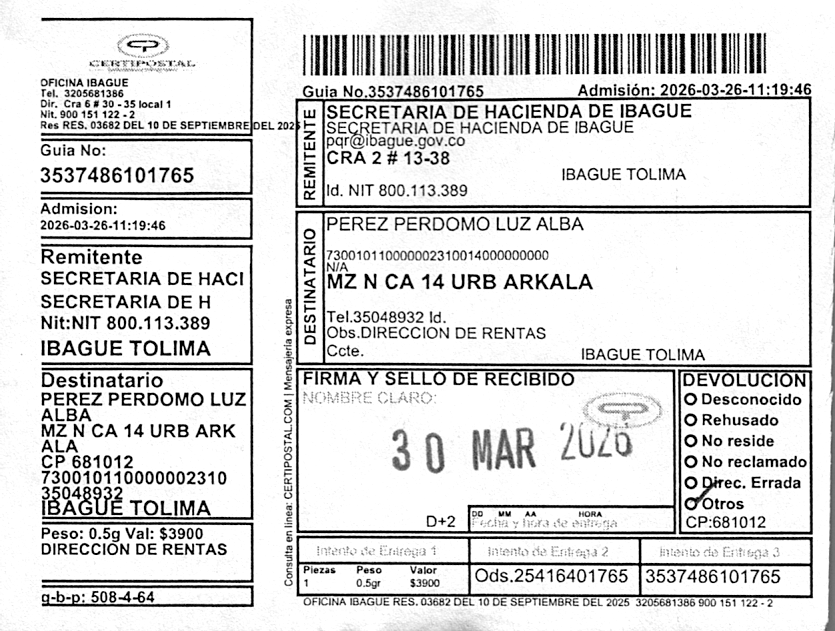 CERTIPOSTAL
OFICINA IBAGUE
Tel. 3205681386
Dir. Cra 6 # 30 - 35 local 1
Nit. 900 151 122 - 2
Res RES. 03682 DEL 10 DE SEPTIEMBRE DEL 2025
Guia No:
3537486101765
Admision:
2026-03-26-11:19:46
Remitente
SECRETARIA DE HACI
SECRETARIA DE H
Nit:NIT 800.113.389
IBAGUE TOLIMA
Destinatario
PEREZ PERDOMO LUZ
ALBA
MZ N CA 14 URB ARK
ALA
CP 681012
730010110000002310
35048932
IBAGUE TOLIMA
Peso: 0.5g Val: $3900
DIRECCION DE RENTAS
g-b-p: 508-4-64
Consulta en linea: CERTIPOSTAL.COM | Mensajeria expresa
Guia No.3537486101765
Admisión: 2026-03-26-11:19:46
REMITENTE
SECRETARIA DE HACIENDA DE IBAGUE
SECRETARIA DE HACIENDA DE IBAGUE
pqr@ibague.gov.co
CRA 2 # 13-38
IBAGUE TOLIMA
Id. NIT 800.113.389
DESTINATARIO
PEREZ PERDOMO LUZ ALBA
730010110000002310014000000000
N/A
MZ N CA 14 URB ARKALA
Tel.35048932 Id.
Obs.DIRECCION DE RENTAS
Ccte.
IBAGUE TOLIMA
FIRMA Y SELLO DE RECIBIDO
NOMBRE CLARO:
30 MAR 2026
D+2
DD MM AA HORA
Fecha y hora de entrega
DEVOLUCION
Desconocido
Rehusado
No reside
No reclamado
Direc. Errada
Otros
CP:681012
Intento de Entrega 1
Intento de Entrega 2
Intento de Entrega 3
Piezas Peso Valor
1 0.5gr $3900
Ods.25416401765
3537486101765
OFICINA IBAGUE RES. 03682 DEL 10 DE SEPTIEMBRE DEL 2025 3205681386 900 151 122 - 2